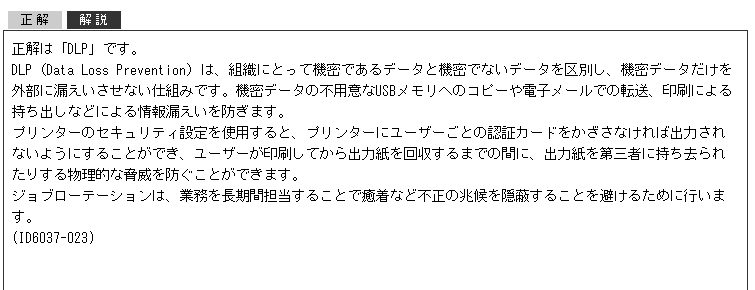 正解 解説
正解は「DLP」です。
DLP (Data Loss Prevention) は、組織にとって機密であるデータと機密でないデータを区別し、機密データだけを
外部に漏えいさせない仕組みです。機密データの不用意なUSBメモリへのコピーや電子メールでの転送、印刷による
持ち出しなどによる情報漏えいを防ぎます。
プリンターのセキュリティ設定を使用すると、プリンターにユーザーごとの認証カードをかざさなければ出力され
ないようにすることができ、ユーザーが印刷してから出力紙を回収するまでの間に、出力紙を第三者に持ち去られ
たりする物理的な脅威を防ぐことができます。
ジョブローテーションは、業務を長期間担当することで癒着など不正の兆候を隠蔽することを避けるために行いま
す。
(ID6037-023)